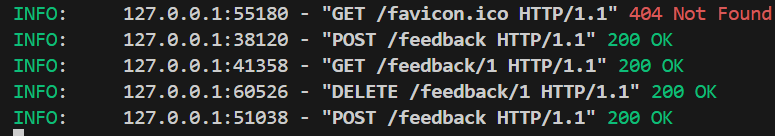 INFO:     127.0.0.1:55180 - "GET /favicon.ico HTTP/1.1" 404 Not Found
INFO:     127.0.0.1:38120 - "POST /feedback HTTP/1.1" 200 OK
INFO:     127.0.0.1:41358 - "GET /feedback/1 HTTP/1.1" 200 OK
INFO:     127.0.0.1:60526 - "DELETE /feedback/1 HTTP/1.1" 200 OK
INFO:     127.0.0.1:51038 - "POST /feedback HTTP/1.1" 200 OK